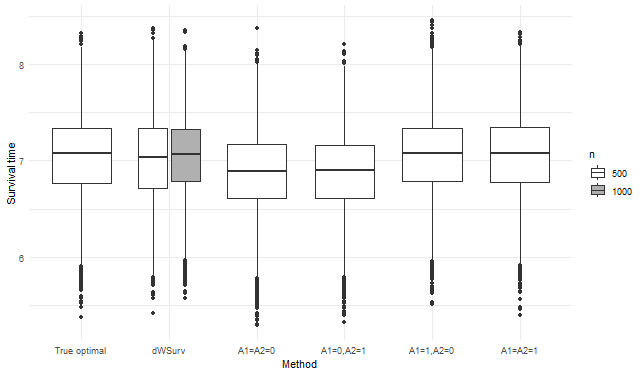 Survival time
8
7
6
True optimal
dWSurv
A1=A2=0
A1=0,A2=1
A1=1,A2=0
A1=A2=1
Method
n
500
1000